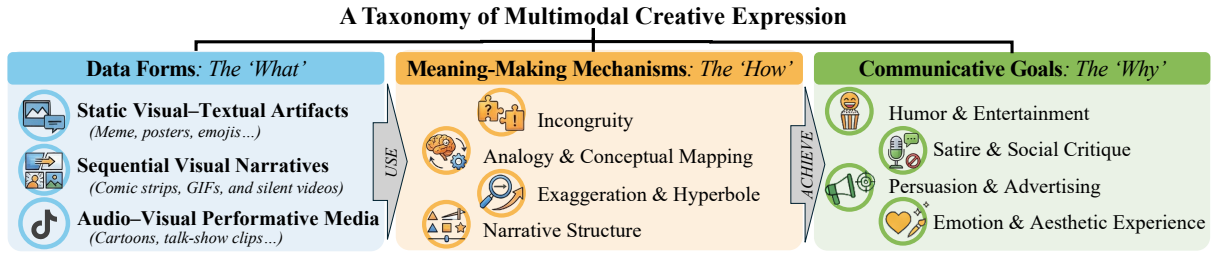 A Taxonomy of Multimodal Creative Expression
Data Forms: The ‘What’
Static Visual–Textual Artifacts
(Meme, posters, emojis…)
Sequential Visual Narratives
(Comic strips, GIFs, and silent videos)
Audio–Visual Performative Media
(Cartoons, talk-show clips…)
USE
Meaning-Making Mechanisms: The ‘How’
Incongruity
Analogy & Conceptual Mapping
Exaggeration & Hyperbole
Narrative Structure
ACHIEVE
Communicative Goals: The ‘Why’
Humor & Entertainment
Satire & Social Critique
Persuasion & Advertising
Emotion & Aesthetic Experience